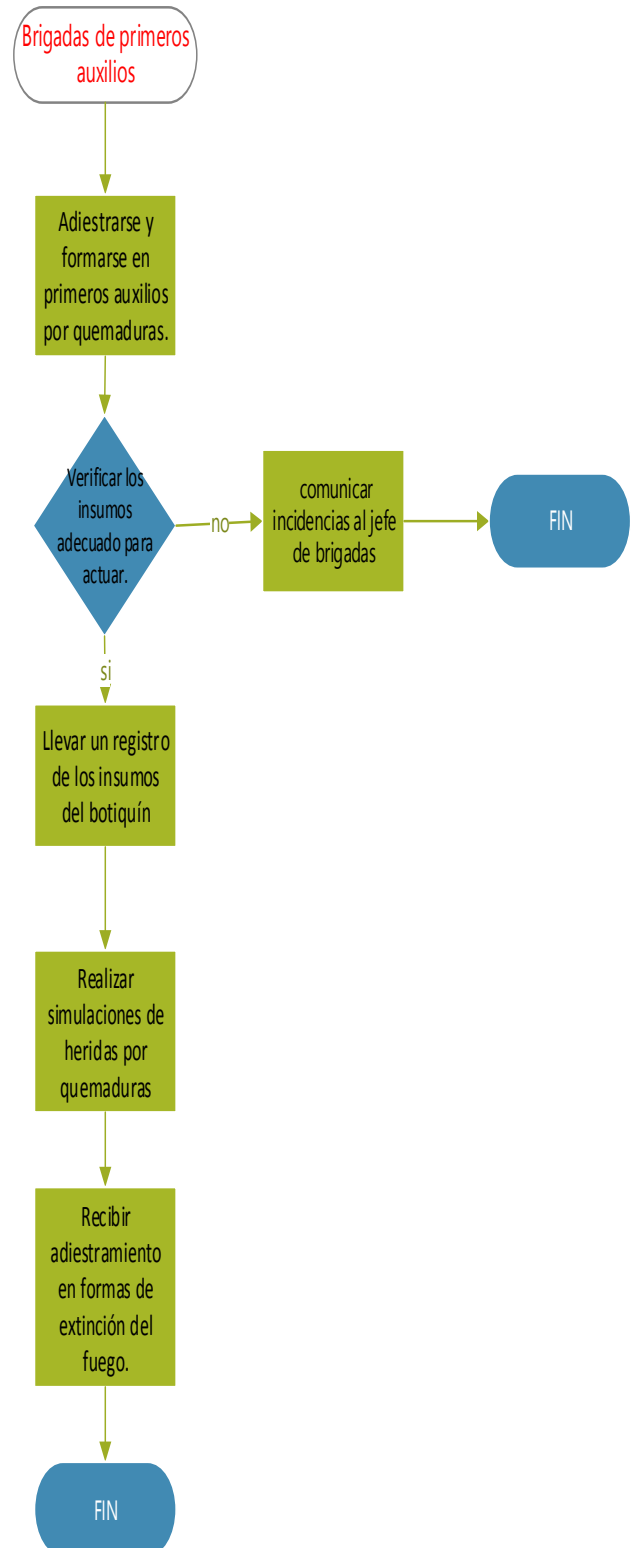 Brigadas de primeros
auxilios
Adiestrarse y
formarse en
primeros auxilios
por quemaduras.
Verificar los
insumos
adecuado para
actuar.
no
comunicar
incidencias al jefe
de brigadas
FIN
si
Llevar un registro
de los insumos
del botiquín
Realizar
simulaciones de
heridas por
quemaduras
Recibir
adiestramiento
en formas de
extinción del
fuego.
FIN